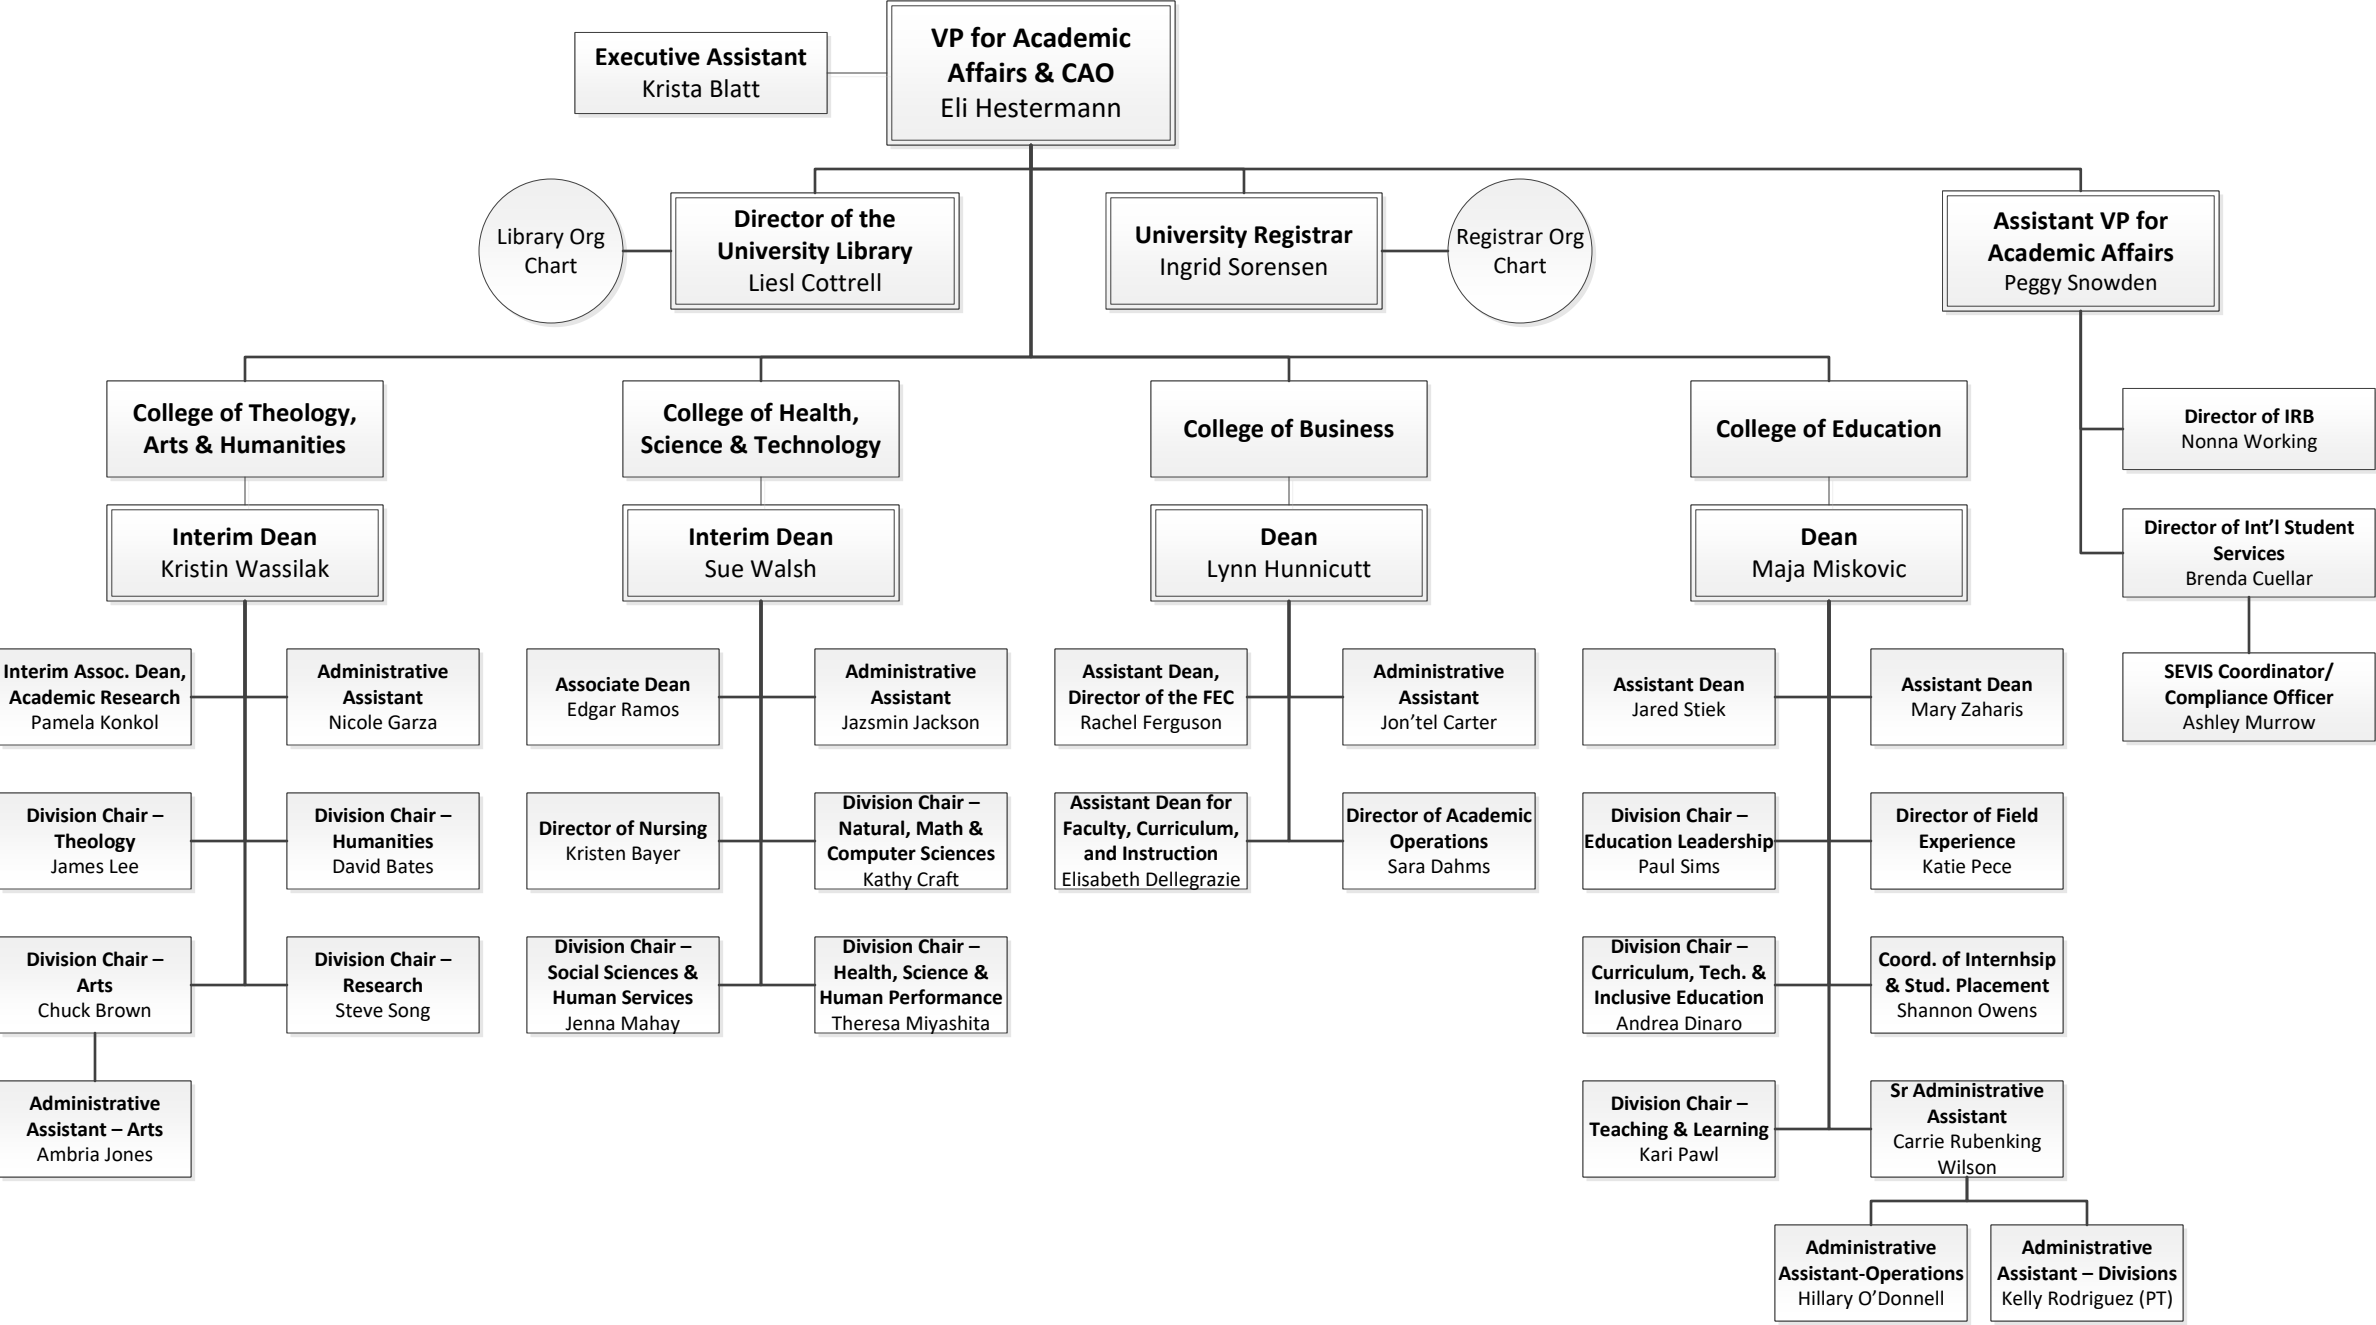 Executive Assistant
Krista Blatt
VP for Academic
Affairs & CAO
Eli Hestermann
Library Org
Chart
Director of the
University Library
Liesl Cottrell
University Registrar
Ingrid Sorensen
Registrar Org
Chart
Assistant VP for
Academic Affairs
Peggy Snowden
College of Theology,
Arts & Humanities
College of Health,
Science & Technology
College of Business
College of Education
Director of IRB
Nonna Working
Interim Dean
Kristin Wassilak
Interim Dean
Sue Walsh
Dean
Lynn Hunnicutt
Dean
Maja Miskovic
Director of Int’l Student
Services
Brenda Cuellar
Interim Assoc. Dean,
Academic Research
Pamela Konkol
Administrative
Assistant
Nicole Garza
Associate Dean
Edgar Ramos
Administrative
Assistant
Jazsmin Jackson
Assistant Dean,
Director of the FEC
Rachel Ferguson
Administrative
Assistant
Jon’tel Carter
Assistant Dean
Jared Stiek
Assistant Dean
Mary Zaharis
SEVIS Coordinator/
Compliance Officer
Ashley Murrow
Division Chair –
Theology
James Lee
Division Chair –
Humanities
David Bates
Director of Nursing
Kristen Bayer
Division Chair –
Natural, Math &
Computer Sciences
Kathy Craft
Assistant Dean for
Faculty, Curriculum,
and Instruction
Elisabeth Dellegrazie
Director of Academic
Operations
Sara Dahms
Division Chair –
Education Leadership
Paul Sims
Director of Field
Experience
Katie Pece
Division Chair –
Arts
Chuck Brown
Division Chair –
Research
Steve Song
Division Chair –
Social Sciences &
Human Services
Jenna Mahay
Division Chair –
Health, Science &
Human Performance
Theresa Miyashita
Division Chair –
Curriculum, Tech. &
Inclusive Education
Andrea Dinaro
Coord. of Internhsip
& Stud. Placement
Shannon Owens
Administrative
Assistant – Arts
Ambria Jones
Division Chair –
Teaching & Learning
Kari Pawl
Sr Administrative
Assistant
Carrie Rubenking
Wilson
Administrative
Assistant-Operations
Hillary O’Donnell
Administrative
Assistant – Divisions
Kelly Rodriguez (PT)